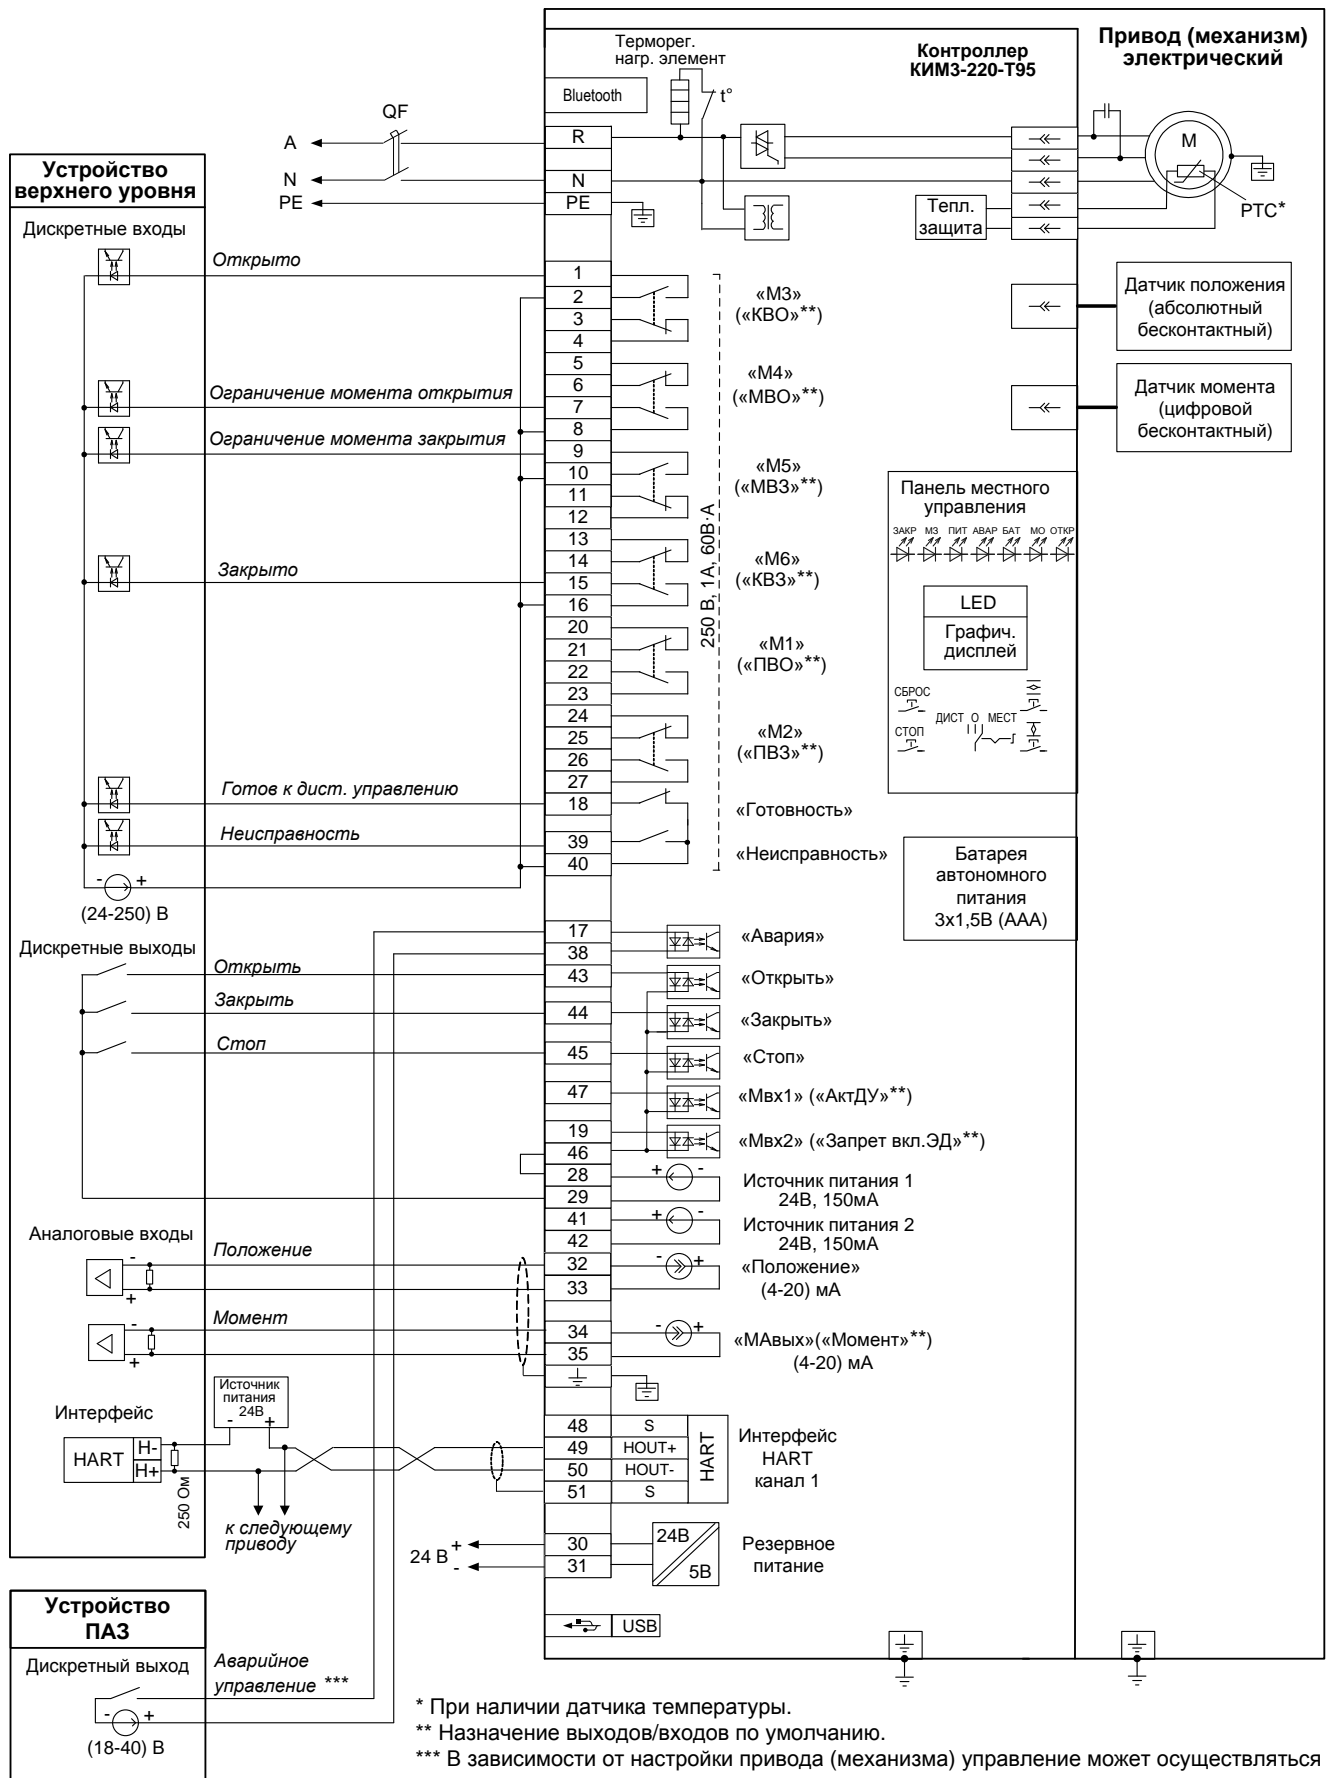 Привод (механизм)
электрический
Контроллер
КИМ3-220-Т95
Терморег.
нагр. элемент
Bluetooth
t°
QF
A
N
PE
R
N
PE
M
PTC*
Тепл.
защита
Устройство
верхнего уровня
Дискретные входы
Открыто
1
2
3
4
«М3»
(«КВО»**)
Датчик положения
(абсолютный
бесконтактный)
5
6
7
8
«М4»
(«МВО»**)
Ограничение момента открытия
Датчик момента
(цифровой
бесконтактный)
Ограничение момента закрытия
9
10
11
12
«М5»
(«МВЗ»**)
250 В, 1А, 60В·А
Панель местного
управления
ЗАКР МЗ ПИТ АВАР БАТ МО ОТКР
LED
Графич.
дисплей
СБРОС
СТОП
ДИСТ О МЕСТ
13
14
15
16
«М6»
(«КВЗ»**)
Закрыто
20
21
22
23
«М1»
(«ПВО»**)
24
25
26
27
«М2»
(«ПВЗ»**)
Готов к дист. управлению
18
«Готовность»
Неисправность
39
40
«Неисправность»
Батарея
автономного
питания
3х1,5В (ААА)
- +
(24-250) В
Дискретные выходы
17
38
«Авария»
Открыть
43
«Открыть»
Закрыть
44
«Закрыть»
Стоп
45
«Стоп»
47
«Мвх1» («АктДУ»**)
19
46
«Мвх2» («Запрет вкл.ЭД»**)
28
29
+ -
Источник питания 1
24В, 150мА
41
42
+ -
Источник питания 2
24В, 150мА
Аналоговые входы
Положение
-
+
32
33
- +
«Положение»
(4-20) мА
Момент
-
+
34
35
- +
«МАвых»(«Момент»**)
(4-20) мА
Источник
питания
24В
- +
Интерфейс
HART
H-
H+
250 Ом
к следующему
приводу
48
49
50
51
S
HOUT+
HOUT-
S
HART
Интерфейс
HART
канал 1
24 В
+
-
30
31
24В
5В
Резервное
питание
USB
Устройство
ПАЗ
Дискретный выход
- +
(18-40) В
Аварийное
управление ***
* При наличии датчика температуры.
** Назначение выходов/входов по умолчанию.
*** В зависимости от настройки привода (механизма) управление может осуществляться